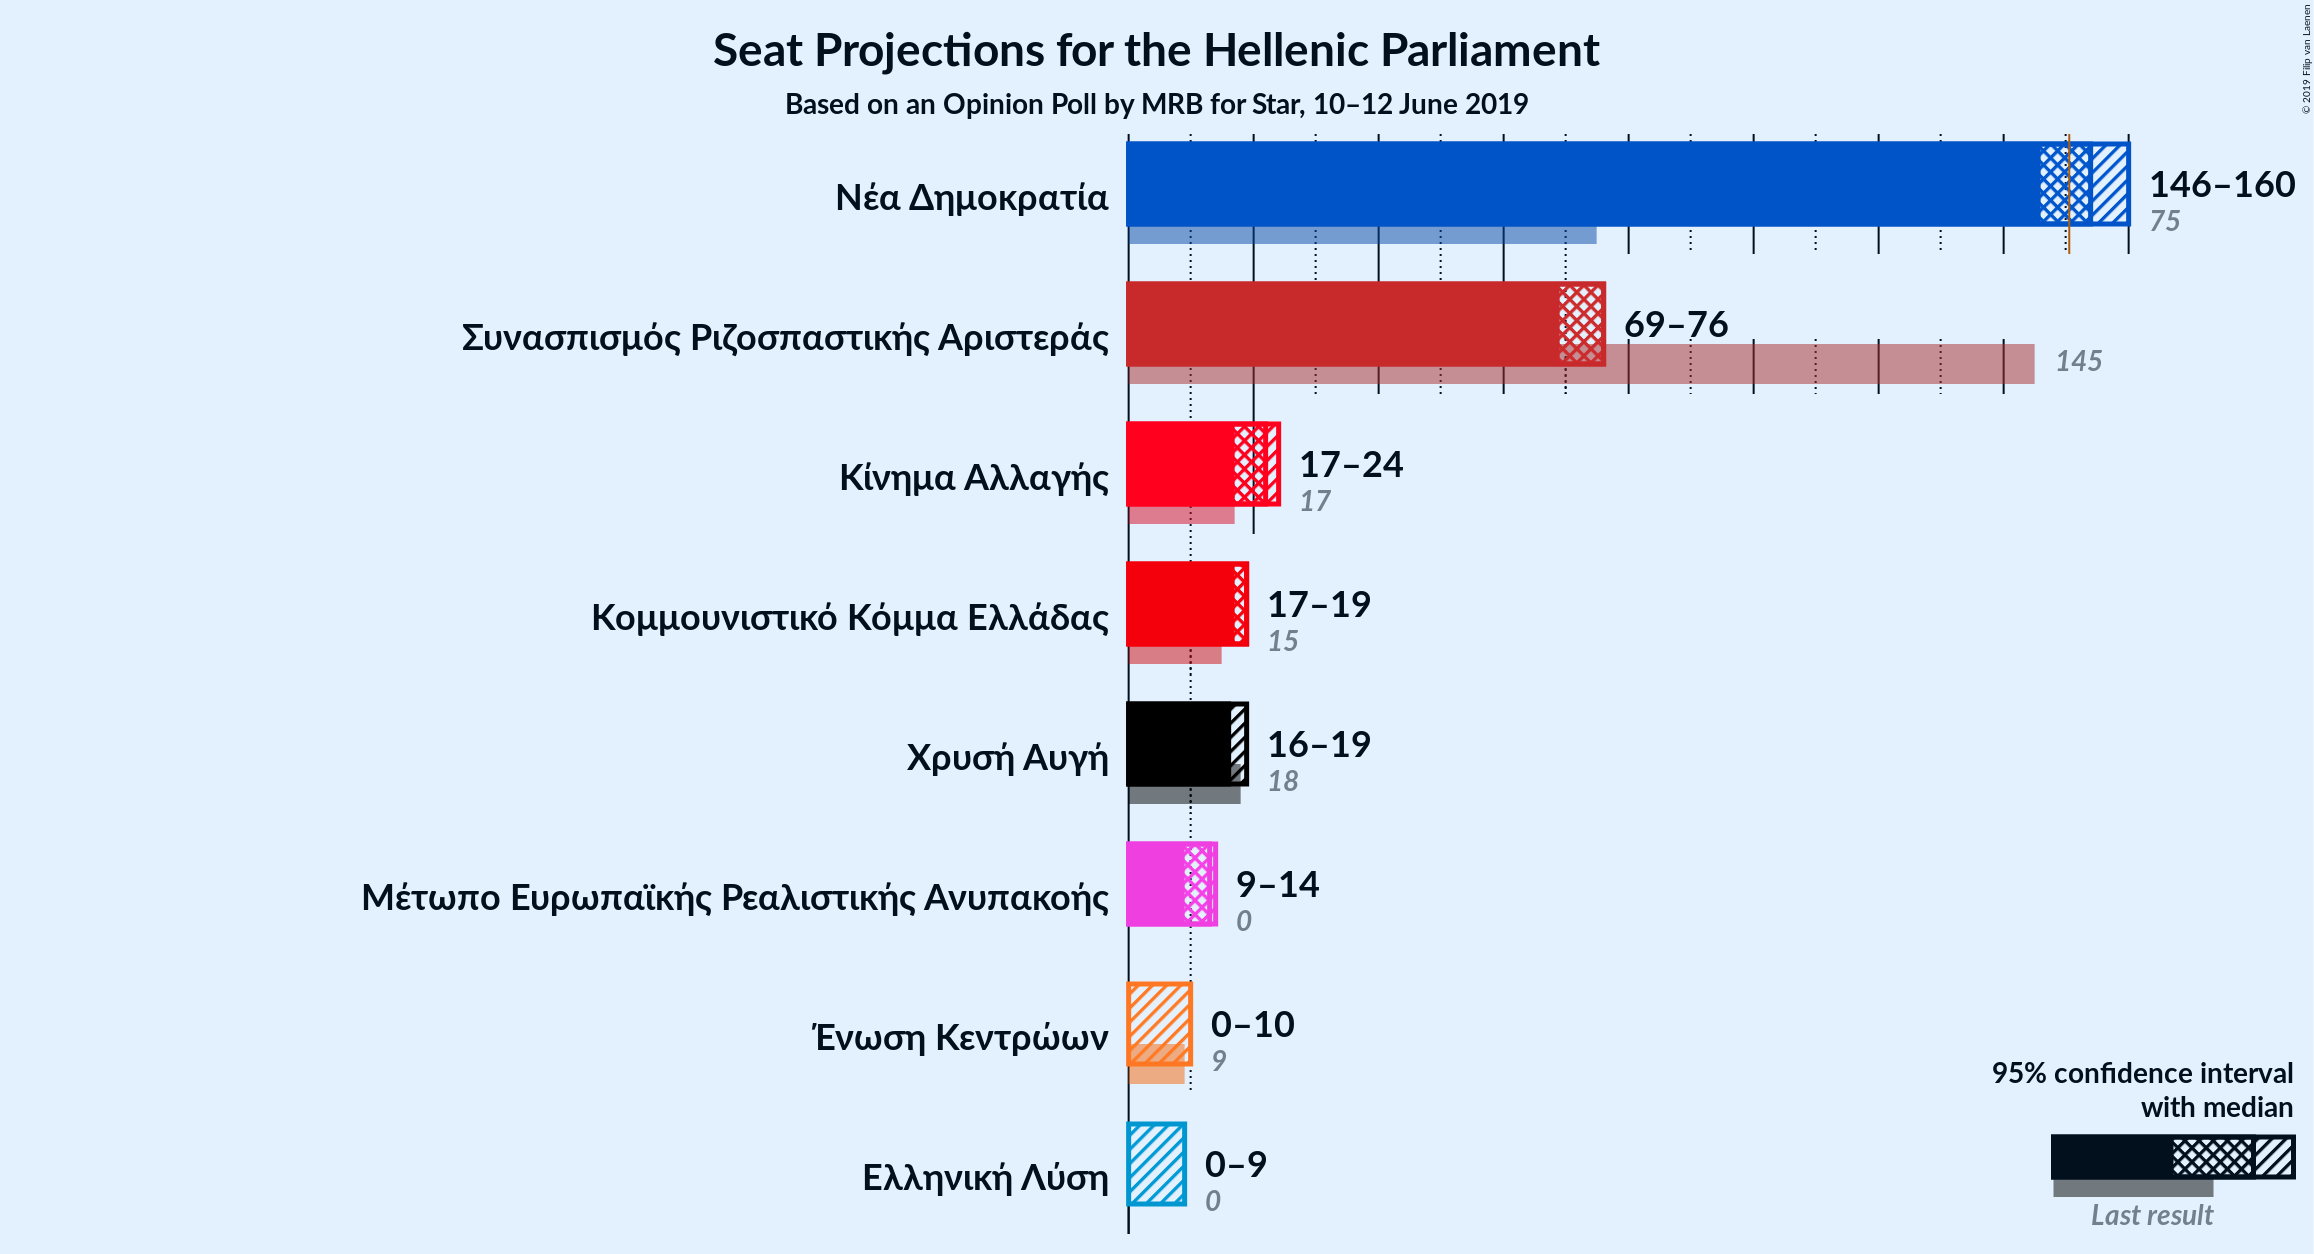 Seat Projections for the Hellenic Parliament
Based on an Opinion Poll by MRB for Star, 10–12 June 2019
© 2019 Filip van Laenen
Νέα Δημοκρατία
146–160
75
Συνασπισμός Ριζοσπαστικής Αριστεράς
69–76
145
Κίνημα Αλλαγής
17–24
17
Κομμουνιστικό Κόμμα Ελλάδας
17–19
15
Χρυσή Αυγή
16–19
18
Μέτωπο Ευρωπαϊκής Ρεαλιστικής Ανυπακοής
9–14
0
Ένωση Κεντρώων
0–10
9
Ελληνική Λύση
0–9
0
95% confidence interval
with median
Last result